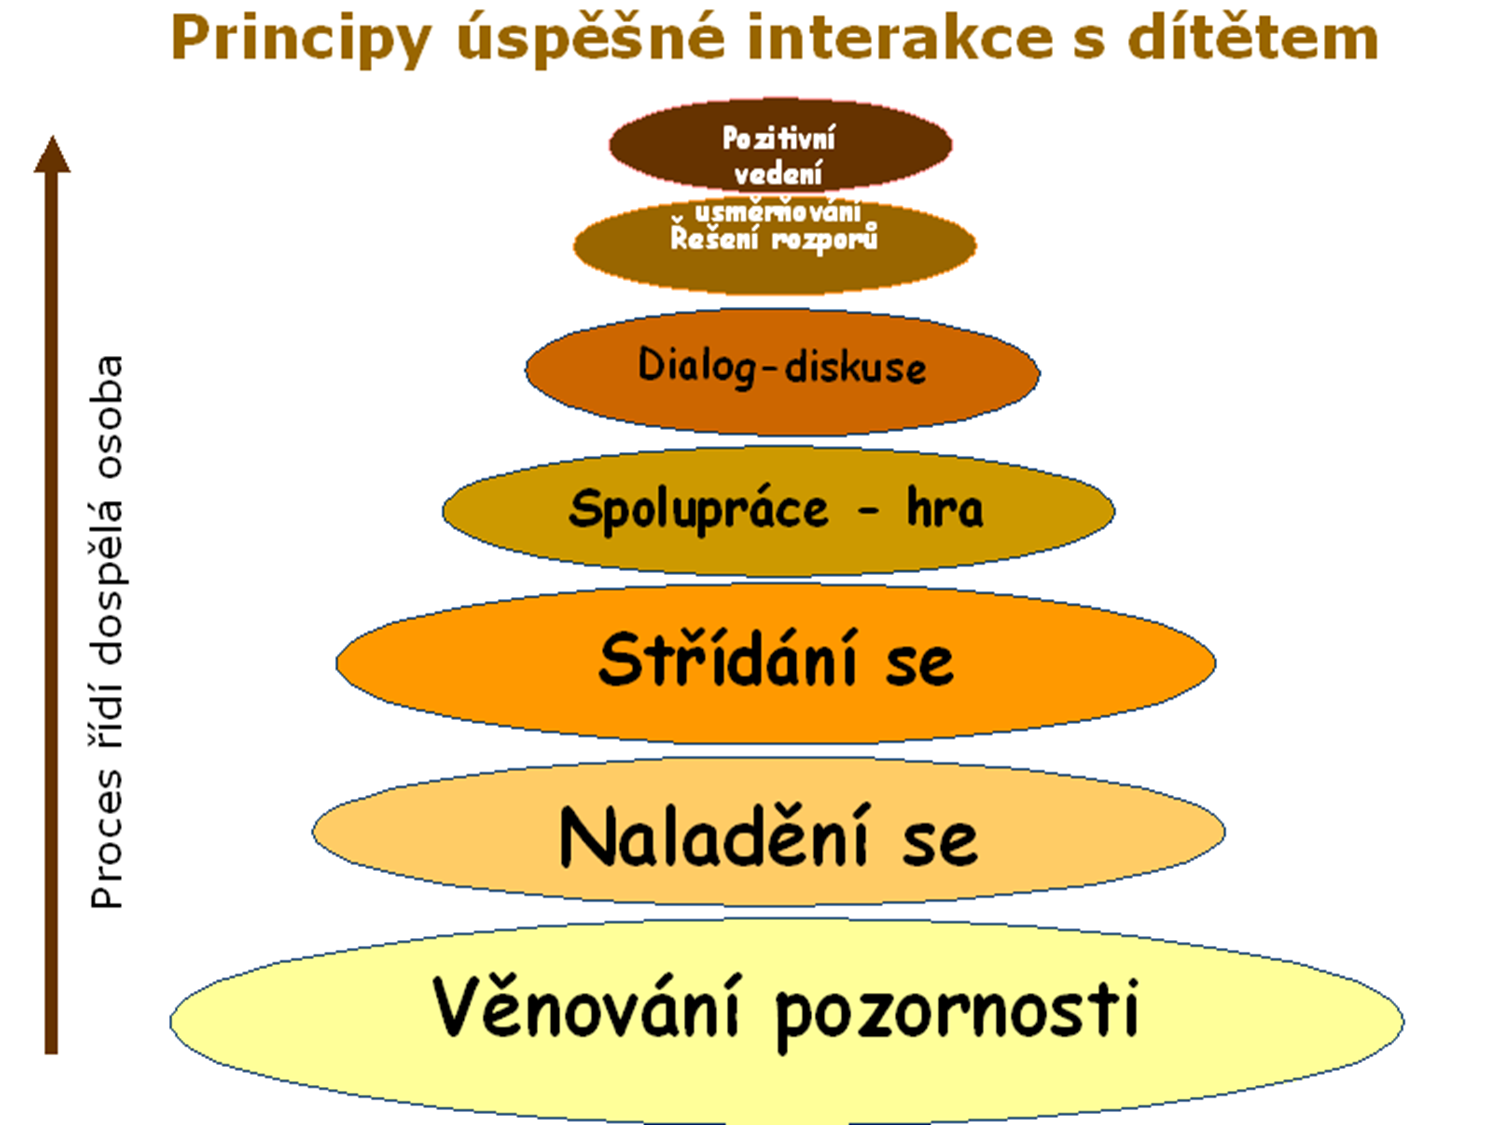 Principy úspěšné interakce s dítětem
Pozitivní
vedení
usměrňování
Řešení rozporů
Dialog-diskuse
Spolupráce - hra
Střídání se
Naladění se
Věnování pozornosti
Proces řídí dospělá osoba